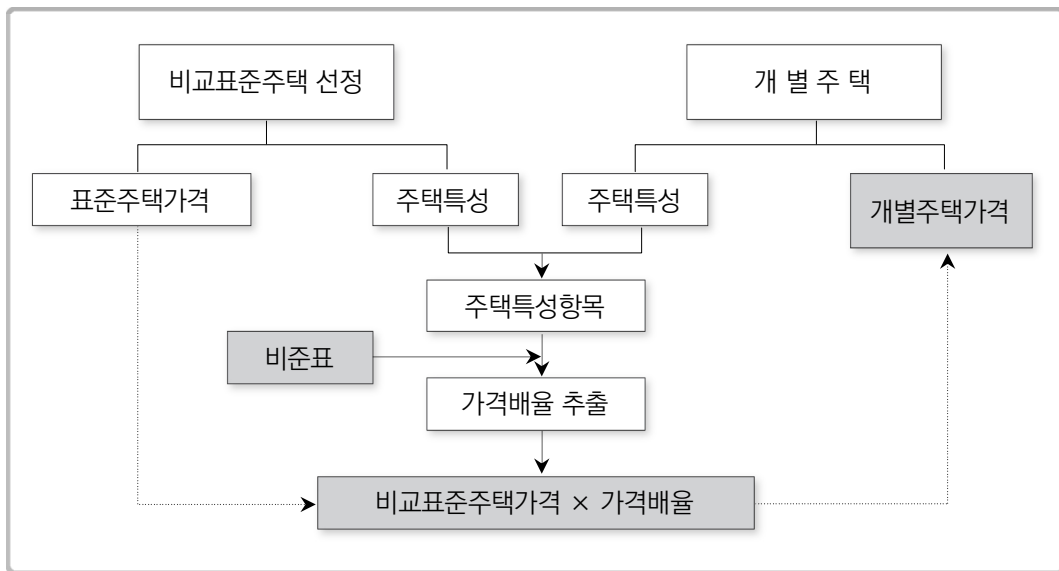 비교표준주택 선정
개 별 주 택
표준주택가격
주택특성
주택특성
개별주택가격
주택특성항목
비준표
가격배율 추출
비교표준주택가격 × 가격배율